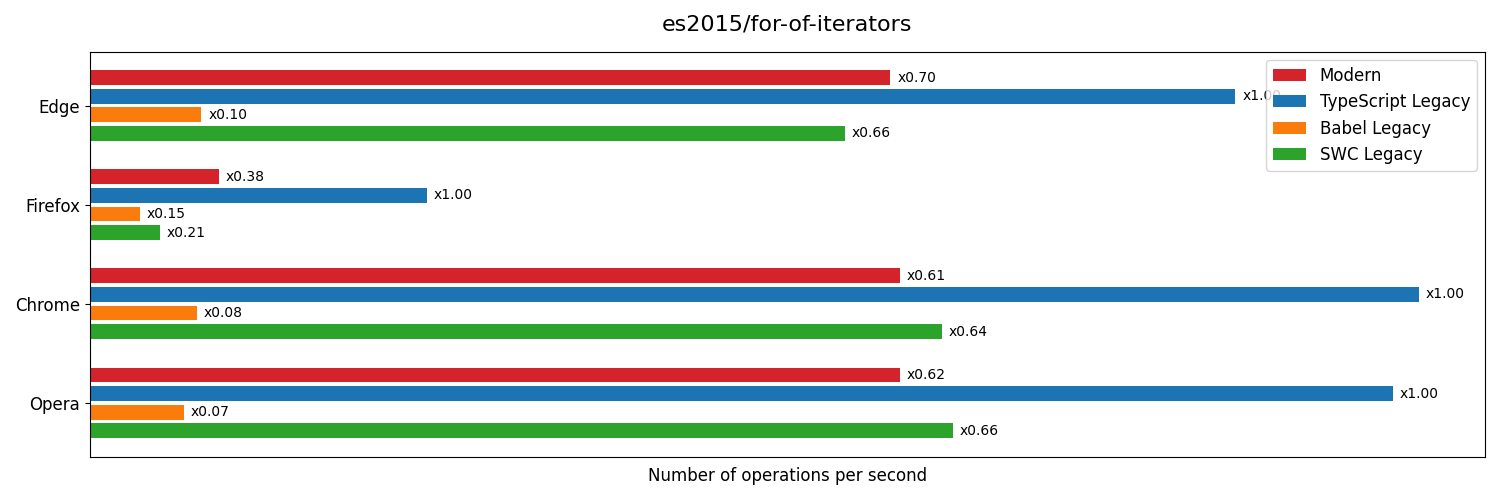 es2015/for-of-iterators
Edge
x0.70
x1.00
x0.10
x0.66
Modern
TypeScript Legacy
Babel Legacy
SWC Legacy
Firefox
x0.38
x1.00
x0.15
x0.21
Chrome
x0.61
x1.00
x0.08
x0.64
Opera
x0.62
x1.00
x0.07
x0.66
Number of operations per second